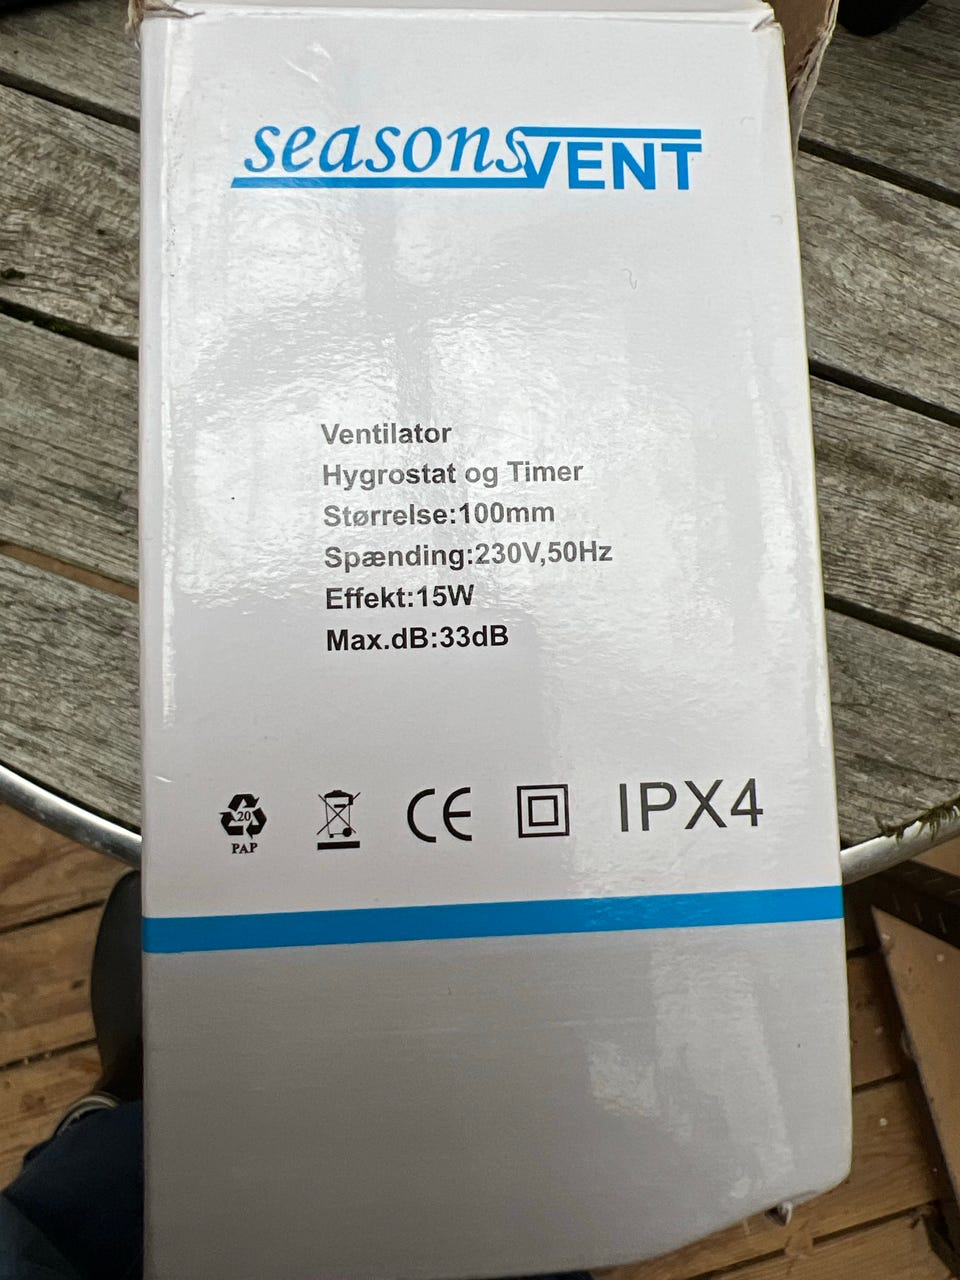 seasonsVENT
Ventilator
Hygrostat og Timer
Størrelse:100mm
Spænding:230V,50Hz
Effekt:15W
Max.dB:33dB
20
PAP
CE
IPX4